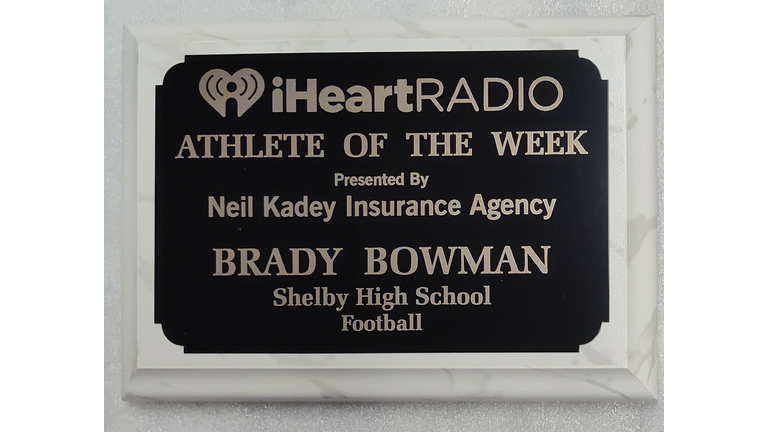 iHeartRADIO
ATHLETE OF THE WEEK
Presented By
Neil Kadey Insurance Agency
BRADY BOWMAN
Shelby High School
Football